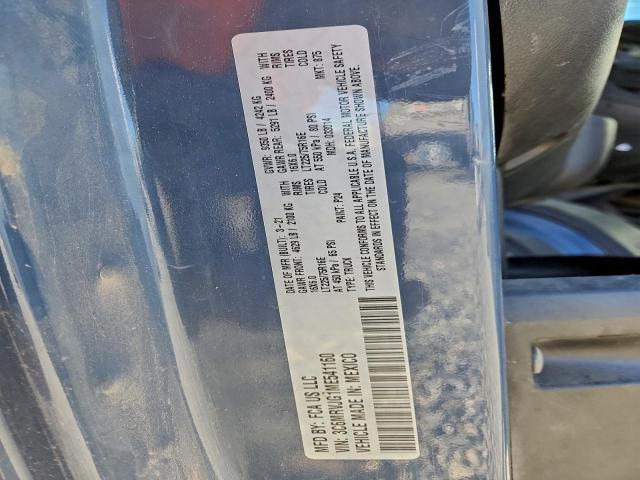 MFD BY: FCA US LLC
DATE OF MFR (BUILT): 3-21 GVWR: 9350 LB / 4242 KG
GAWR FRONT: 4629 LB / 2100 KG WITH GAWR REAR: 5291 LB / 2400 KG WITH
16X6.0 RIMS 16X6.0 RIMS
LT225/75R16E TIRES LT225/75R16E TIRES
AT 450 kPa / 65 PSI COLD AT 550 kPa / 80 PSI COLD
TYPE: TRUCK PAINT: P24 MDH: 033014 MKT: 875
THIS VEHICLE CONFORMS TO ALL APPLICABLE U.S.A. FEDERAL MOTOR VEHICLE SAFETY
STANDARDS IN EFFECT ON THE DATE OF MANUFACTURE SHOWN ABOVE.
VIN: 3C6MRVJG1ME541160
VEHICLE MADE IN: MEXICO